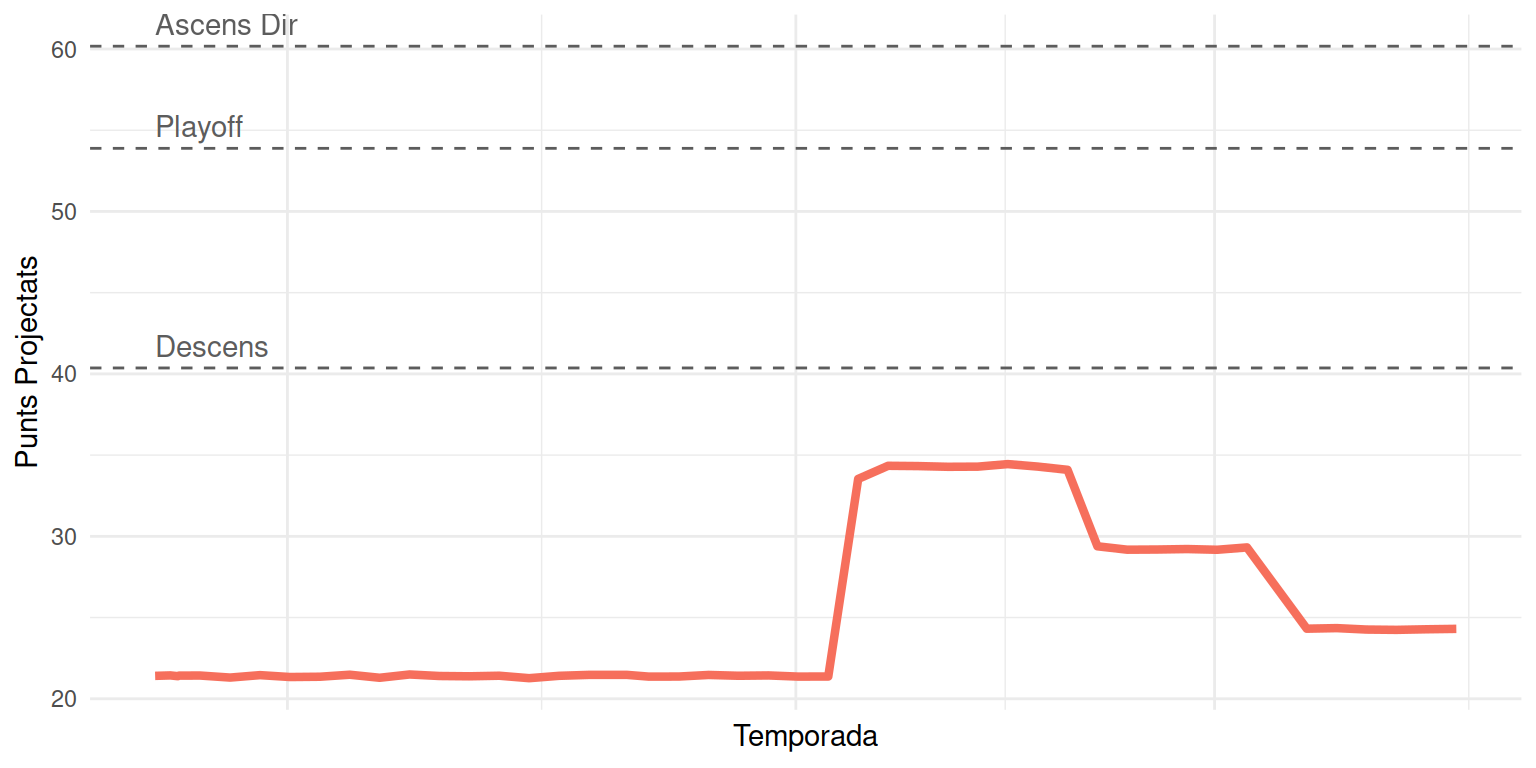 Ascens Dir
60
Playoff
50
Descens
40
30
20
Punts Projectats
Temporada